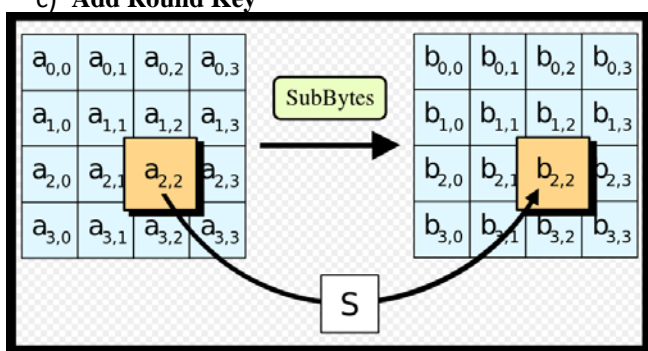 c) Add Round Key
a0,0 a0,1 a0,2 a0,3 b0,0 b0,1 b0,2 b0,3
SubBytes
a1,0 a1,1 a1,2 a1,3 b1,0 b1,1 b1,2 b1,3
a2,0 a2,1 a2,2 a2,3 b2,0 b2,1 b2,2 b2,3
a3,0 a3,1 a3,2 a3,3 b3,0 b3,1 b3,2 b3,3
S